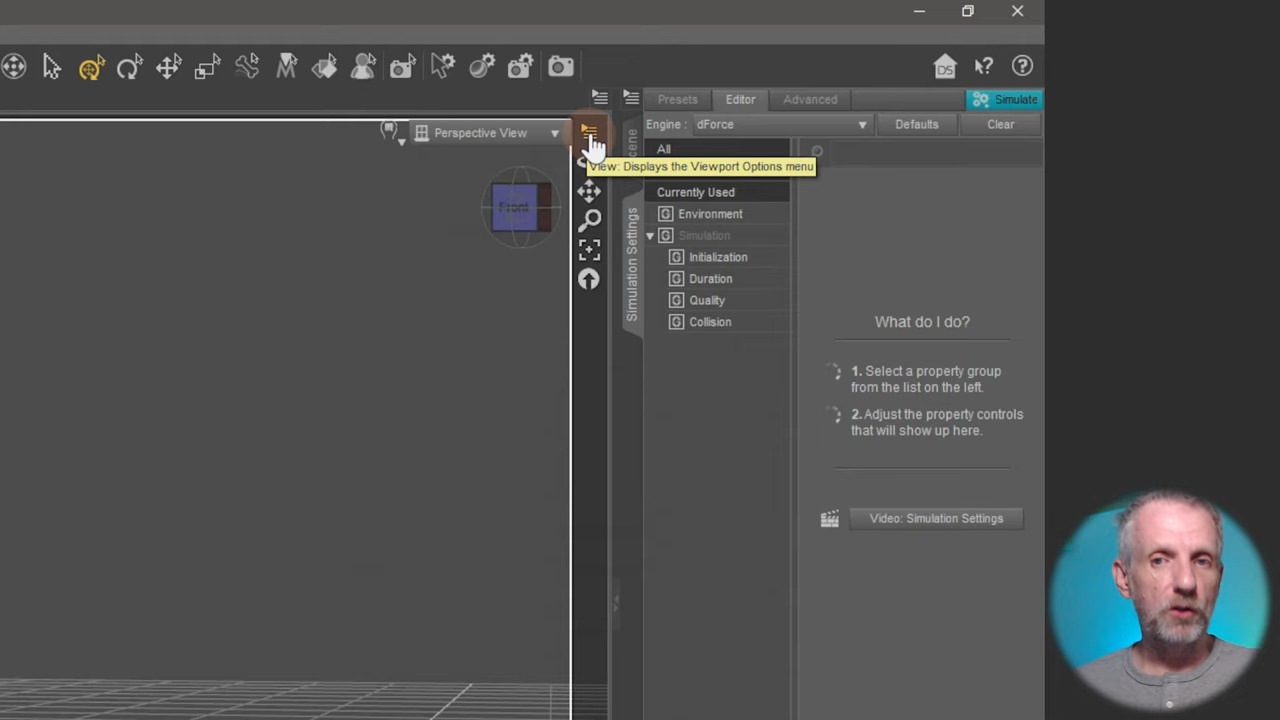 DS
Presets
Editor
Advanced
Simulate
Perspective View
Engine :
dForce
Defaults
Clear
All
View: Displays the Viewport Options menu
Currently Used
Front
G Environment
G Simulation
G Initialization
G Duration
G Quality
G Collision
Simulation Settings
What do I do?
1. Select a property group
from the list on the left.
2. Adjust the property controls
that will show up here.
Video: Simulation Settings